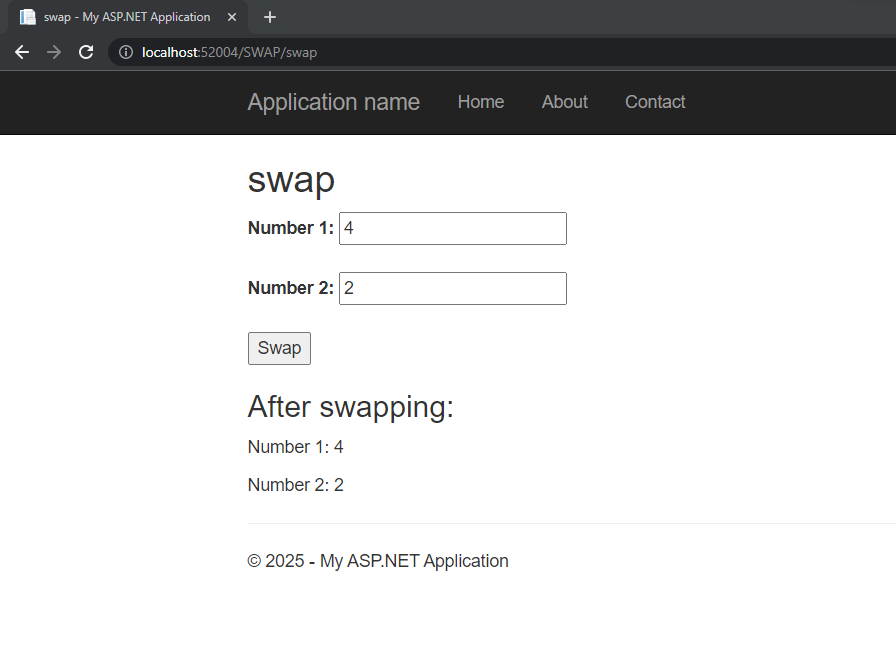 swap - My ASP.NET Application
localhost:52004/SWAP/swap
Application name Home About Contact
swap
Number 1: 4
Number 2: 2
Swap
After swapping:
Number 1: 4
Number 2: 2
© 2025 - My ASP.NET Application